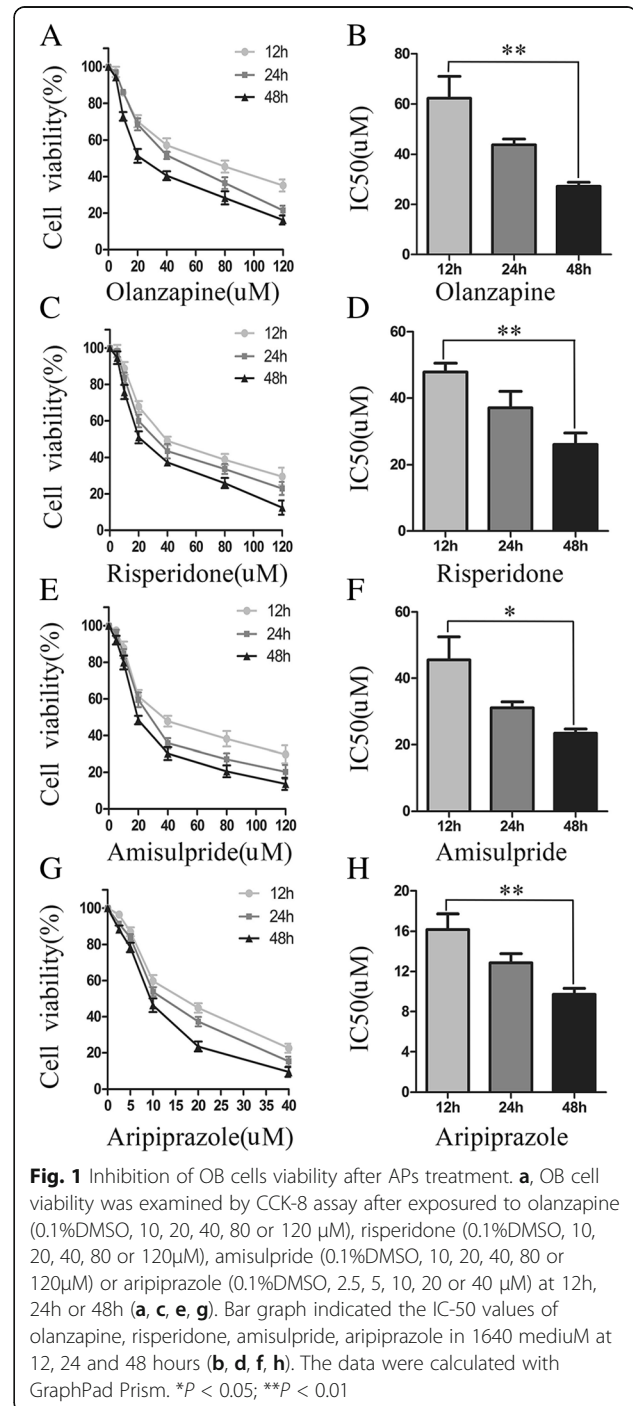 A
Cell viability(%)
100
80
60
40
20
0
12h
24h
48h
0 20 40 60 80 100 120
Olanzapine(uM)
B
IC50(uM)
80
60
40
20
0
**
12h 24h 48h
Olanzapine
C
Cell viability(%)
100
80
60
40
20
0
12h
24h
48h
0 20 40 60 80 100 120
Risperidone(uM)
D
IC50(uM)
60
40
20
0
**
12h 24h 48h
Risperidone
E
Cell viability(%)
100
80
60
40
20
0
12h
24h
48h
0 20 40 60 80 100 120
Amisulpride(uM)
F
IC50(uM)
60
40
20
0
*
12h 24h 48h
Amisulpride
G
Cell viability(%)
100
80
60
40
20
0
12h
24h
48h
0 5 10 15 20 25 30 35 40
Aripiprazole(uM)
H
IC50(uM)
20
16
12
8
4
0
**
12h 24h 48h
Aripiprazole
Fig. 1 Inhibition of OB cells viability after APs treatment. a, OB cell
viability was examined by CCK-8 assay after exposured to olanzapine
(0.1%DMSO, 10, 20, 40, 80 or 120 μM), risperidone (0.1%DMSO, 10,
20, 40, 80 or 120μM), amisulpride (0.1%DMSO, 10, 20, 40, 80 or
120μM) or aripiprazole (0.1%DMSO, 2.5, 5, 10, 20 or 40 μM) at 12h,
24h or 48h (a, c, e, g). Bar graph indicated the IC-50 values of
olanzapine, risperidone, amisulpride, aripiprazole in 1640 mediuM at
12, 24 and 48 hours (b, d, f, h). The data were calculated with
GraphPad Prism. *P < 0.05; **P < 0.01